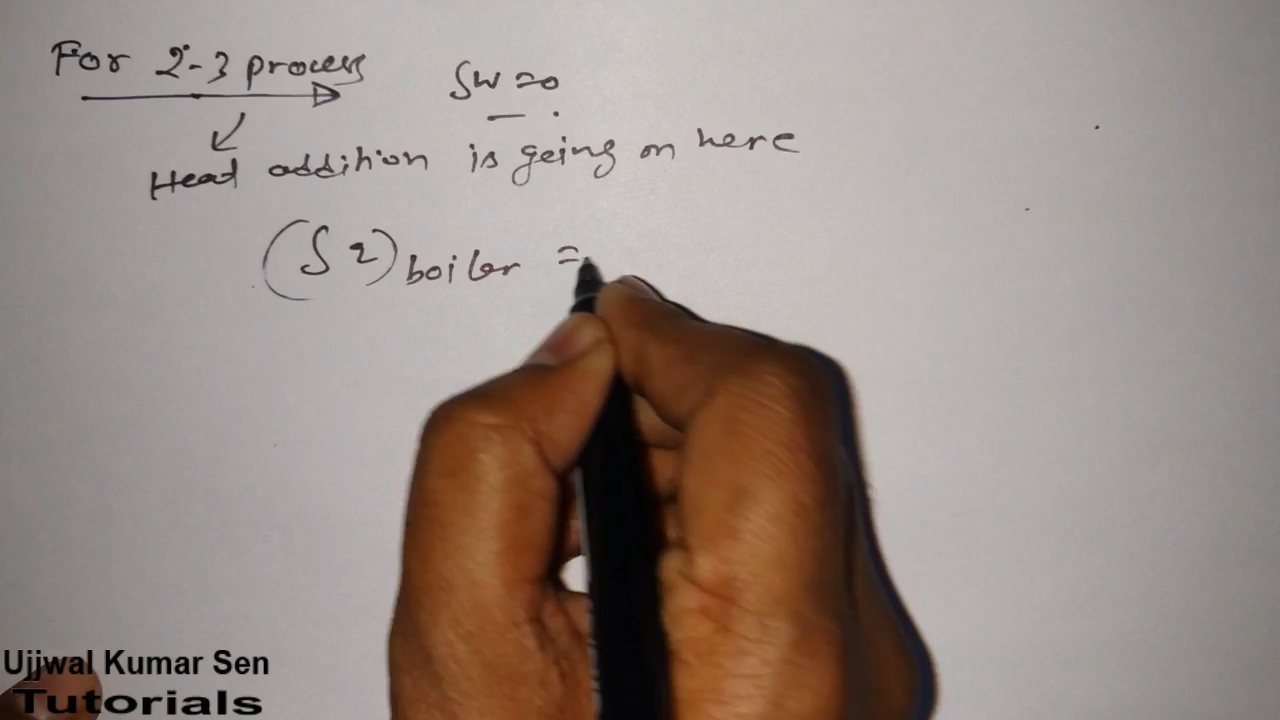 For 2-3 process δw=0
Heat addition is going on here
(δq)boiler =
Ujjwal Kumar Sen
Tutorials